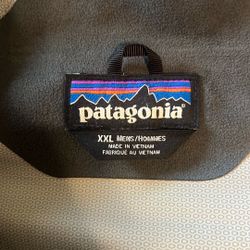 patagonia
XXL MENS/HOMMES
MADE IN VIETNAM
FABRIQUÉ AU VIETNAM